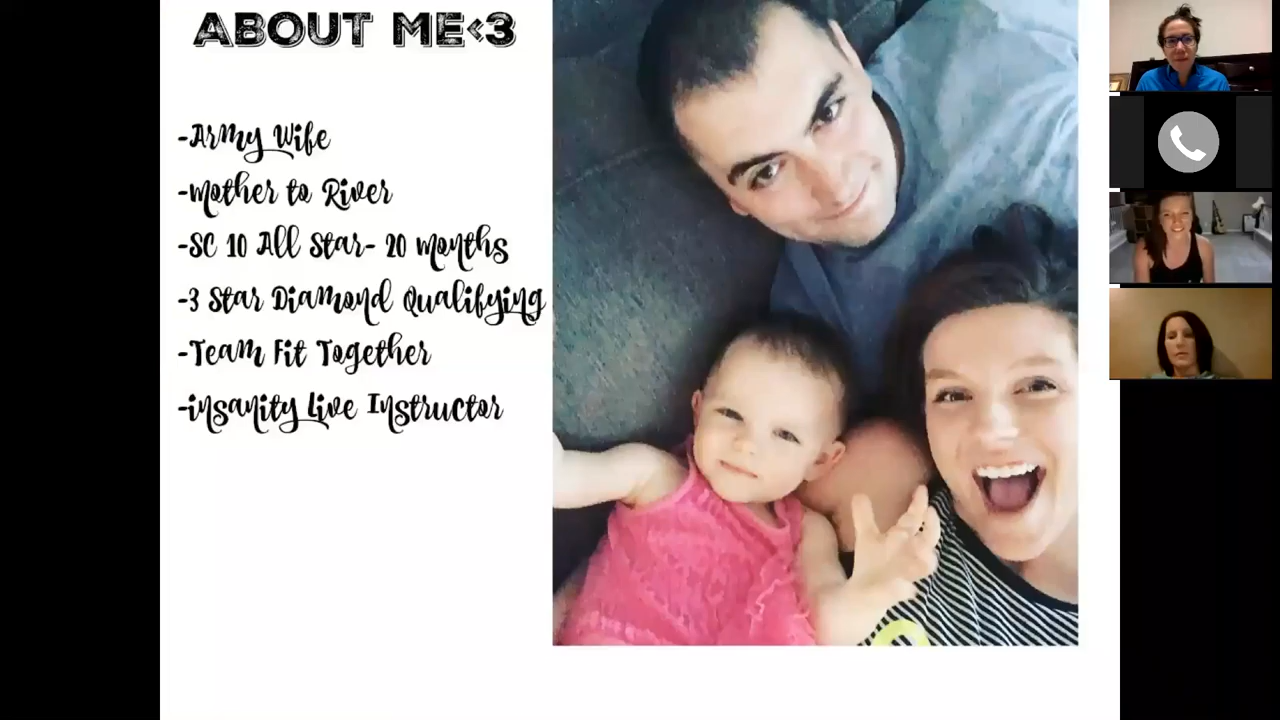 ABOUT ME<3
-Army Wife
-Mother to River
-SC 10 All Star- 20 months
-3 Star Diamond Qualifying
-Team Fit Together
-insanity Live Instructor